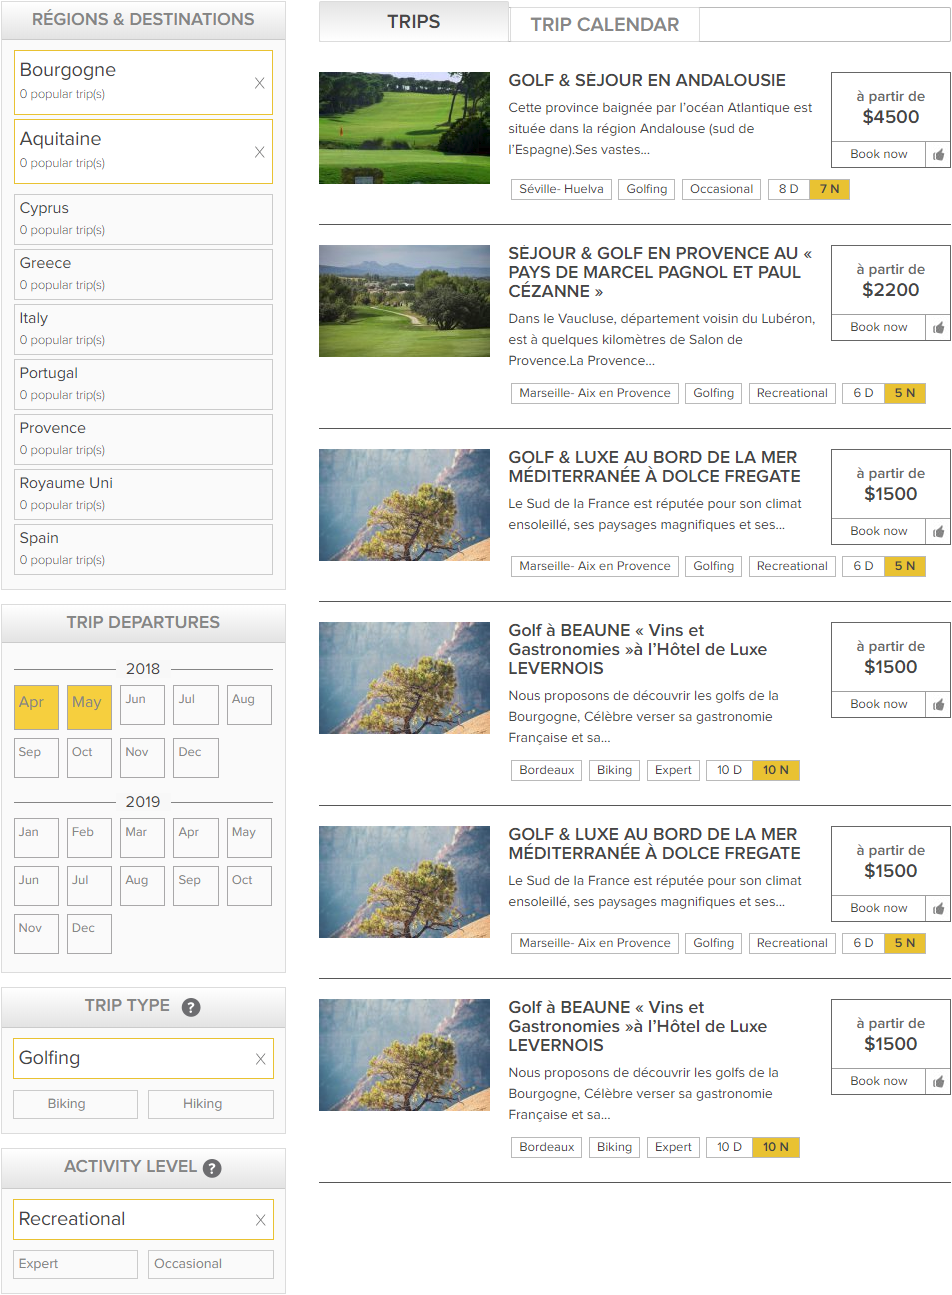 RÉGIONS & DESTINATIONS
Bourgogne
X
0 popular trip(s)
Aquitaine
X
0 popular trip(s)
Cyprus
0 popular trip(s)
Greece
0 popular trip(s)
Italy
0 popular trip(s)
Portugal
0 popular trip(s)
Provence
0 popular trip(s)
Royaume Uni
0 popular trip(s)
Spain
0 popular trip(s)
TRIP DEPARTURES
2018
Apr May Jun Jul Aug
Sep Oct Nov Dec
2019
Jan Feb Mar Apr May
Jun Jul Aug Sep Oct
Nov Dec
TRIP TYPE ?
Golfing X
Biking Hiking
ACTIVITY LEVEL ?
Recreational X
Expert Occasional
TRIPS TRIP CALENDAR
GOLF & SÉJOUR EN ANDALOUSIE
Cette province baignée par l’océan Atlantique est
située dans la région Andalouse (sud de
l’Espagne).Ses vastes...
Séville- Huelva Golfing Occasional 8 D 7 N
à partir de
$4500
Book now
SÉJOUR & GOLF EN PROVENCE AU «
PAYS DE MARCEL PAGNOL ET PAUL
CÉZANNE »
Dans le Vaucluse, département voisin du Lubéron,
est à quelques kilomètres de Salon de
Provence.La Provence...
Marseille- Aix en Provence Golfing Recreational 6 D 5 N
à partir de
$2200
Book now
GOLF & LUXE AU BORD DE LA MER
MÉDITERRANÉE À DOLCE FREGATE
Le Sud de la France est réputée pour son climat
ensoleillé, ses paysages magnifiques et ses...
Marseille- Aix en Provence Golfing Recreational 6 D 5 N
à partir de
$1500
Book now
Golf à BEAUNE « Vins et
Gastronomies »à l’Hôtel de Luxe
LEVERNOIS
Nous proposons de découvrir les golfs de la
Bourgogne, Célèbre verser sa gastronomie
Française et sa...
Bordeaux Biking Expert 10 D 10 N
à partir de
$1500
Book now
GOLF & LUXE AU BORD DE LA MER
MÉDITERRANÉE À DOLCE FREGATE
Le Sud de la France est réputée pour son climat
ensoleillé, ses paysages magnifiques et ses...
Marseille- Aix en Provence Golfing Recreational 6 D 5 N
à partir de
$1500
Book now
Golf à BEAUNE « Vins et
Gastronomies »à l’Hôtel de Luxe
LEVERNOIS
Nous proposons de découvrir les golfs de la
Bourgogne, Célèbre verser sa gastronomie
Française et sa...
Bordeaux Biking Expert 10 D 10 N
à partir de
$1500
Book now